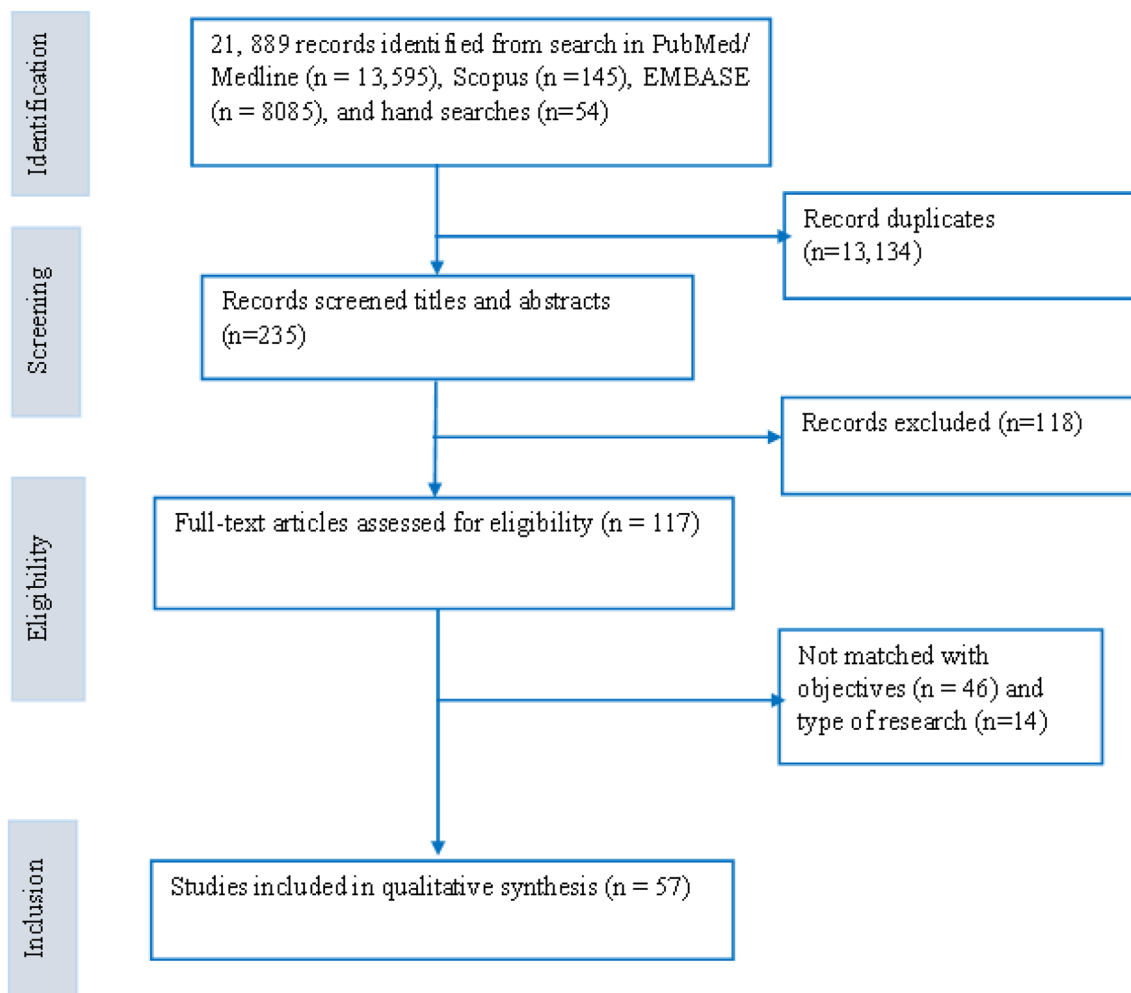 Identification
21, 889 records identified from search in PubMed/
Medline (n = 13,595), Scopus (n =145), EMBASE
(n = 8085), and hand searches (n=54)
Record duplicates
(n=13,134)
Screening
Records screened titles and abstracts
(n=235)
Records excluded (n=118)
Eligibility
Full-text articles assessed for eligibility (n = 117)
Not matched with
objectives (n = 46) and
type of research (n=14)
Inclusion
Studies included in qualitative synthesis (n = 57)